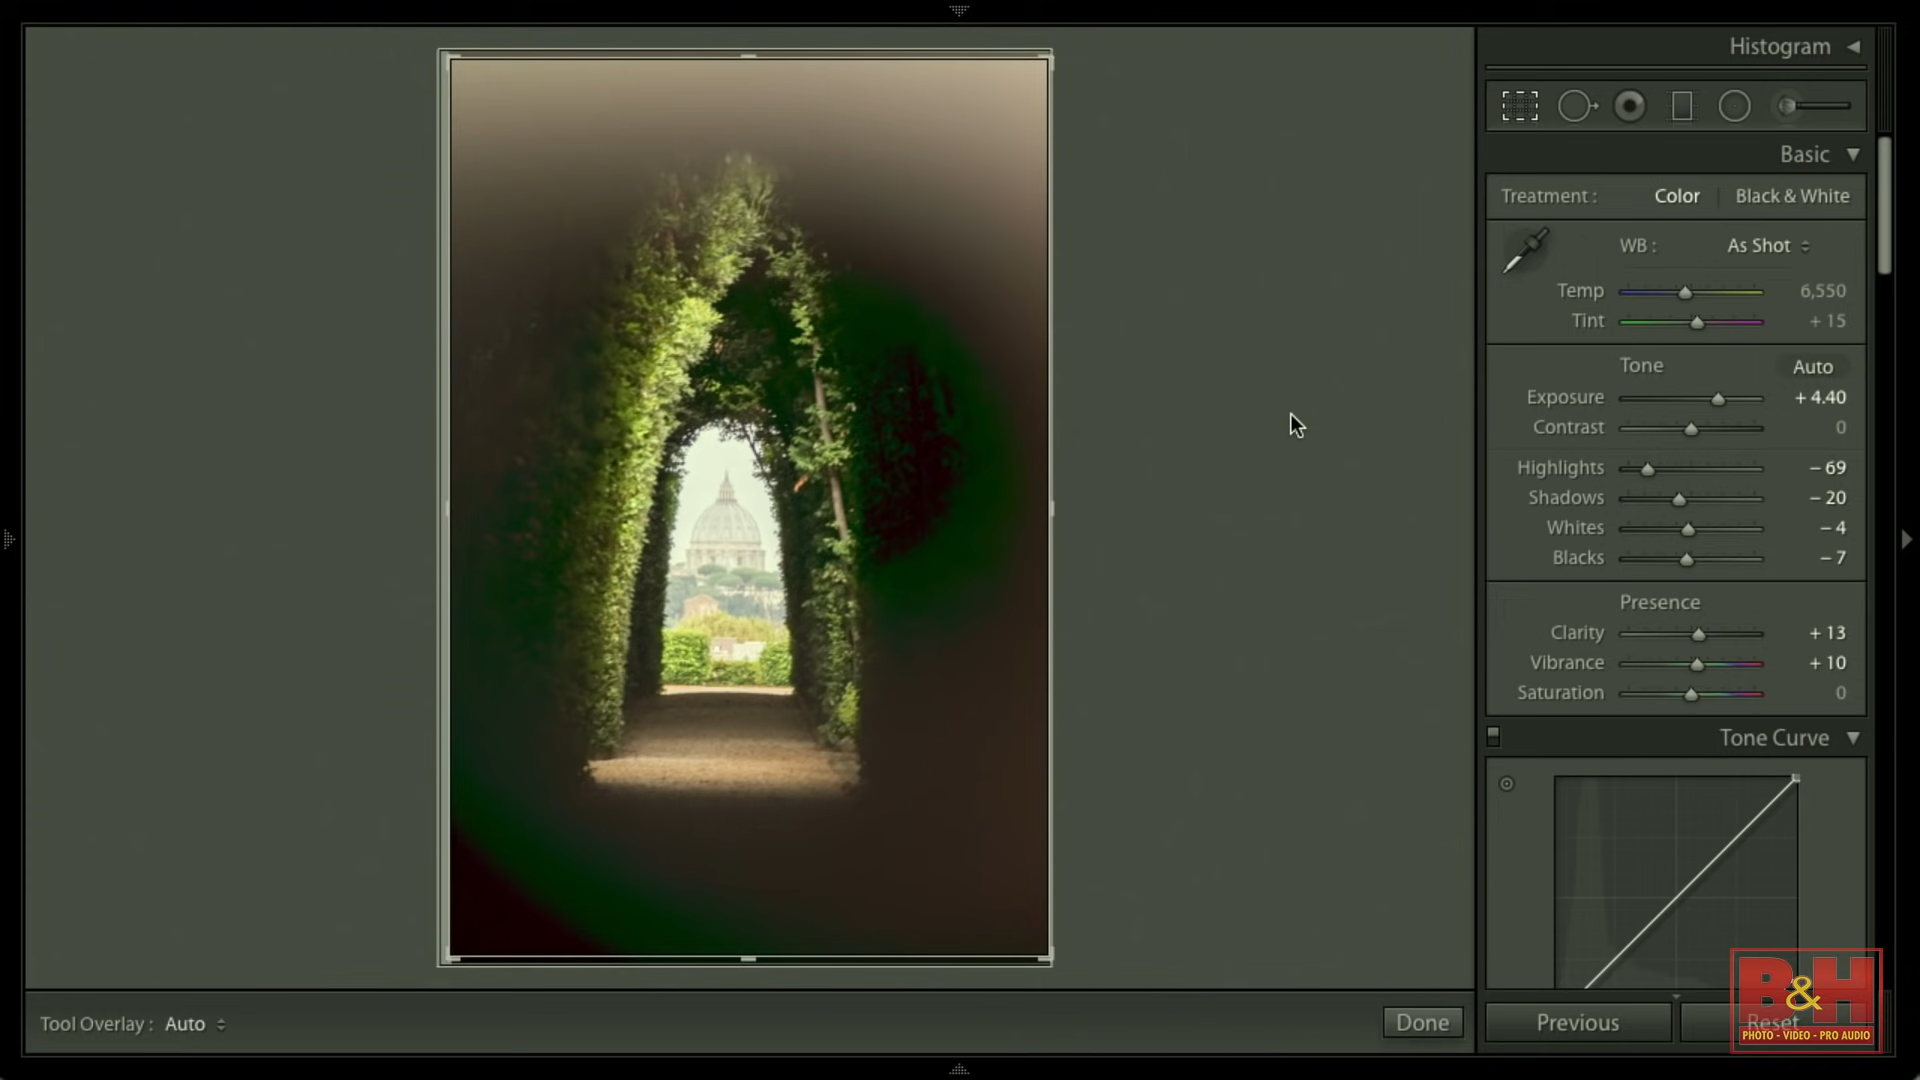 Histogram
Basic
Treatment : Color Black & White
WB : As Shot
Temp 6,550
Tint + 15
Tone Auto
Exposure + 4.40
Contrast 0
Highlights − 69
Shadows − 20
Whites − 4
Blacks − 7
Presence
Clarity + 13
Vibrance + 10
Saturation 0
Tone Curve
Tool Overlay : Auto
Done
Previous
Reset
B&H
PHOTO - VIDEO - PRO AUDIO